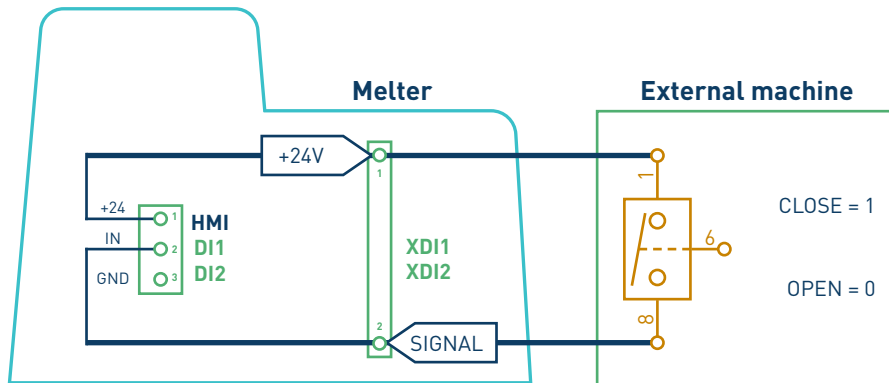 Melter
External machine
+24V
1
1
+24
1
HMI
CLOSE = 1
IN
2
DI1
XDI1
6
GND
3
DI2
XDI2
OPEN = 0
2
SIGNAL
8